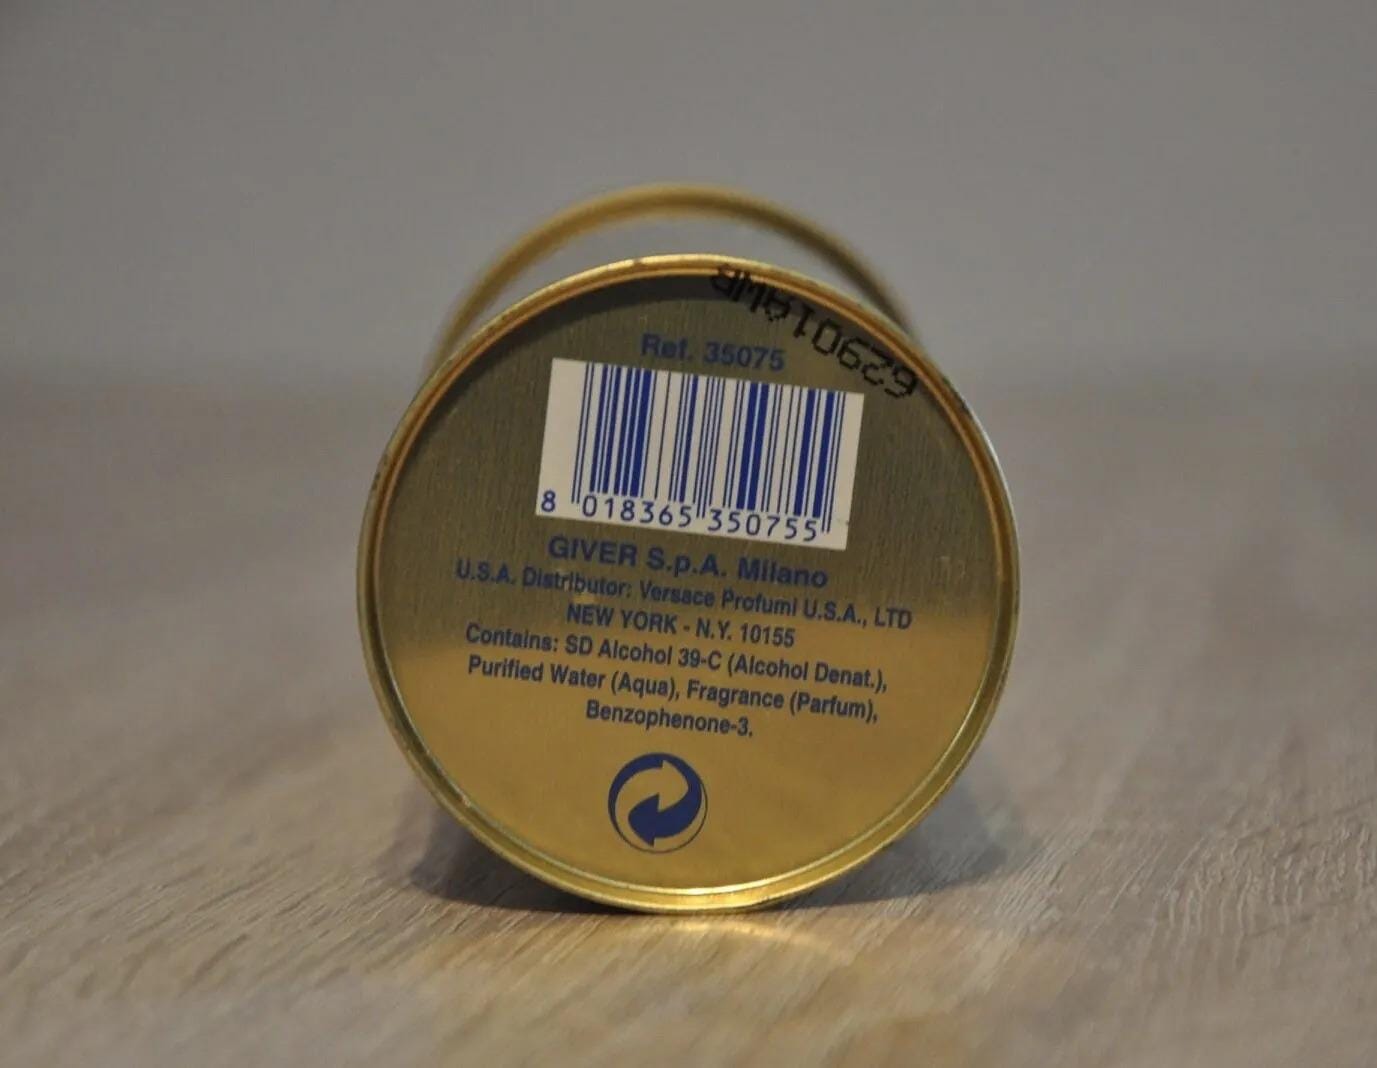 Ref. 35075
8 018365 350755
GIVER S.p.A. Milano
U.S.A. Distributor: Versace Profumi U.S.A., LTD
NEW YORK - N.Y. 10155
Contains: SD Alcohol 39-C (Alcohol Denat.),
Purified Water (Aqua), Fragrance (Parfum),
Benzophenone-3.